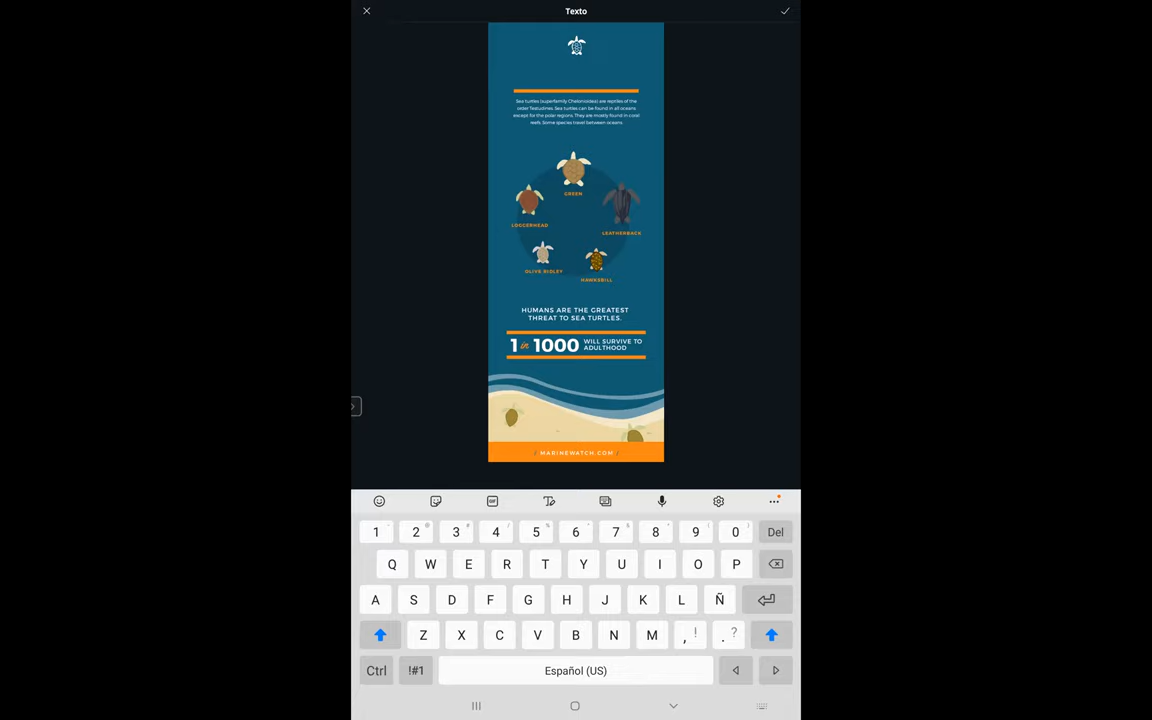 Texto
Sea turtles (superfamily Chelonioidea) are reptiles of the
order Testudines. Sea turtles can be found in all oceans
except for the polar regions. They are mostly found in coral
reefs. Some species travel between oceans.
GREEN
LOGGERHEAD
LEATHERBACK
OLIVE RIDLEY
HAWKSBILL
HUMANS ARE THE GREATEST
THREAT TO SEA TURTLES.
1 in 1000 WILL SURVIVE TO
ADULTHOOD
/ MARINEWATCH.COM /
GIF
1 2 @ 3 # 4 / 5 % 6 ^ 7 & 8 * 9 ( 0 ) Del
Q W E R T Y U I O P
A S D F G H J K L Ñ
Z X C V B N M , ! . ?
Ctrl !#1 Español (US)